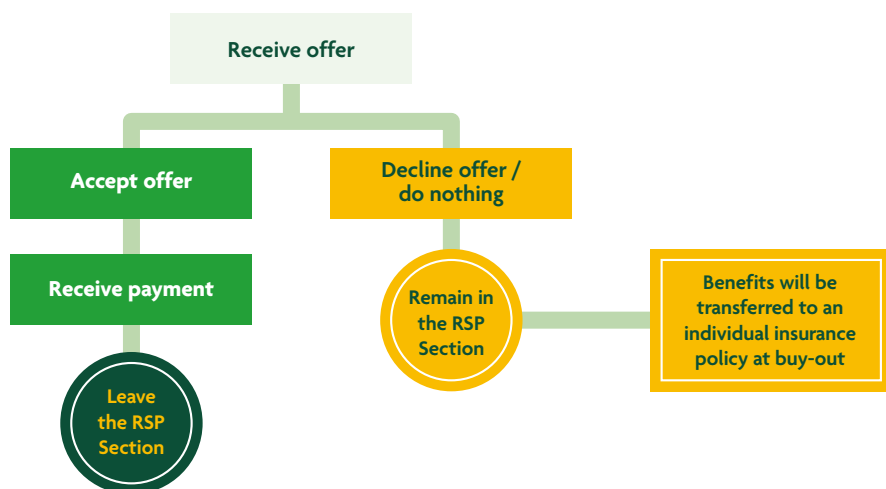 Receive offer
Accept offer
Decline offer /
do nothing
Receive payment
Remain in
the RSP
Section
Benefits will be
transferred to an
individual insurance
policy at buy-out
Leave
the RSP
Section